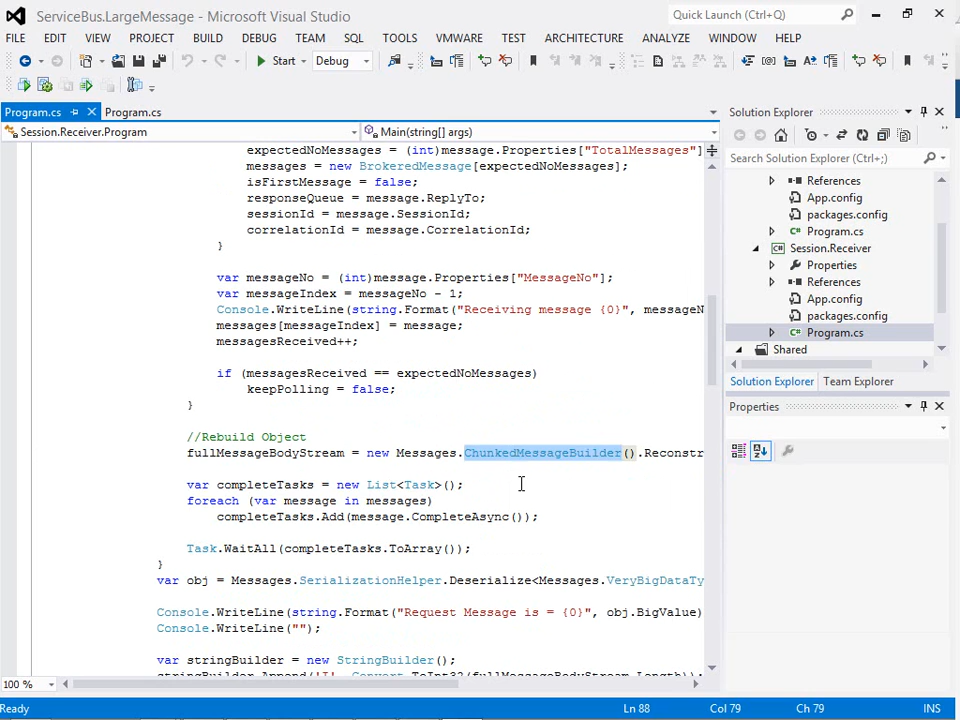 ServiceBus.LargeMessage - Microsoft Visual Studio
Quick Launch (Ctrl+Q)
FILE EDIT VIEW PROJECT BUILD DEBUG TEAM SQL TOOLS VMWARE TEST ARCHITECTURE ANALYZE WINDOW HELP
Start Debug
Program.cs Program.cs
Session.Receiver.Program Main(string[] args)
expectedNoMessages = (int)message.Properties["TotalMessages"]
messages = new BrokeredMessage[expectedNoMessages];
isFirstMessage = false;
responseQueue = message.ReplyTo;
sessionId = message.SessionId;
correlationId = message.CorrelationId;
}
var messageNo = (int)message.Properties["MessageNo"];
var messageIndex = messageNo - 1;
Console.WriteLine(string.Format("Receiving message {0}", messageN
messages[messageIndex] = message;
messagesReceived++;
if (messagesReceived == expectedNoMessages)
keepPolling = false;
}
//Rebuild Object
fullMessageBodyStream = new Messages.ChunkedMessageBuilder().Reconstr
var completeTasks = new List<Task>();
foreach (var message in messages)
completeTasks.Add(message.CompleteAsync());
Task.WaitAll(completeTasks.ToArray());
}
var obj = Messages.SerializationHelper.Deserialize<Messages.VeryBigDataTy
Console.WriteLine(string.Format("Request Message is = {0}", obj.BigValue)
Console.WriteLine("");
var stringBuilder = new StringBuilder();
stringBuilder.Append('I', Convert.ToInt32(fullMessageBodyStream.Length));
100 %
Solution Explorer
Search Solution Explorer (Ctrl+;)
References
App.config
packages.config
Program.cs
Session.Receiver
Properties
References
App.config
packages.config
Program.cs
Shared
Solution Explorer Team Explorer
Properties
Ready Ln 88 Col 79 Ch 79 INS